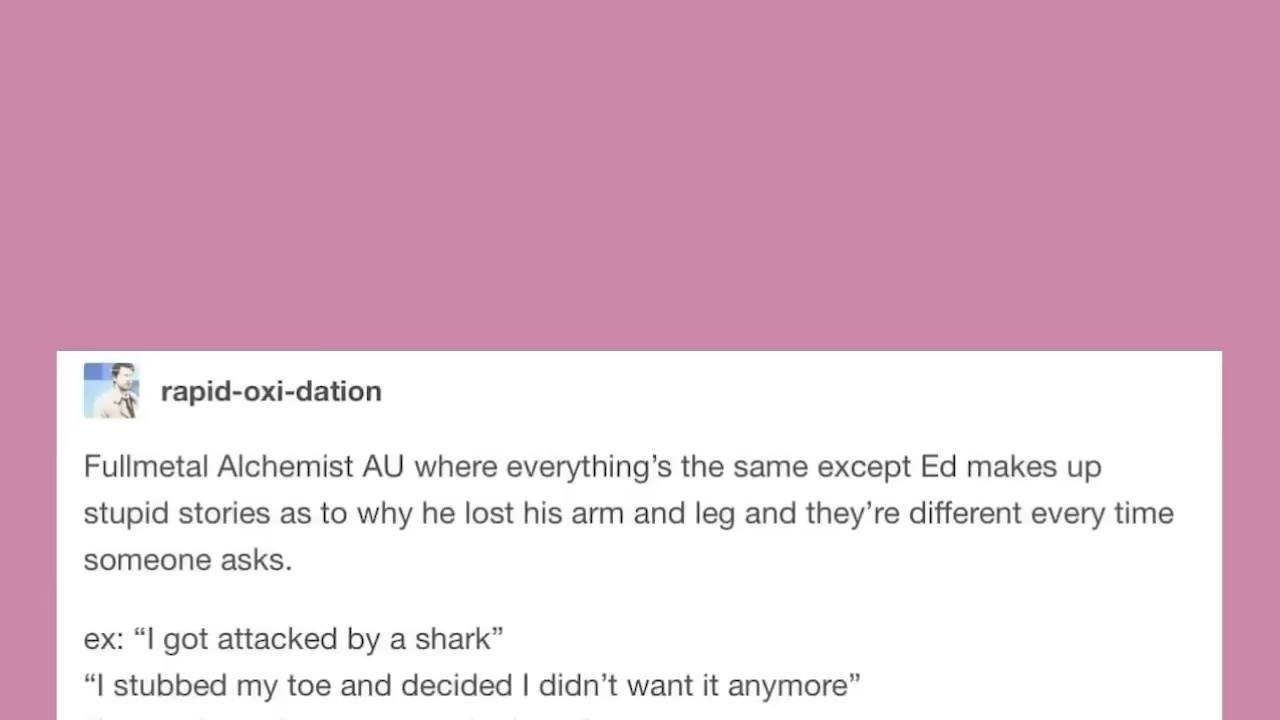 rapid-oxi-dation
Fullmetal Alchemist AU where everything’s the same except Ed makes up
stupid stories as to why he lost his arm and leg and they’re different every time
someone asks.
ex: “I got attacked by a shark”
“I stubbed my toe and decided I didn’t want it anymore”